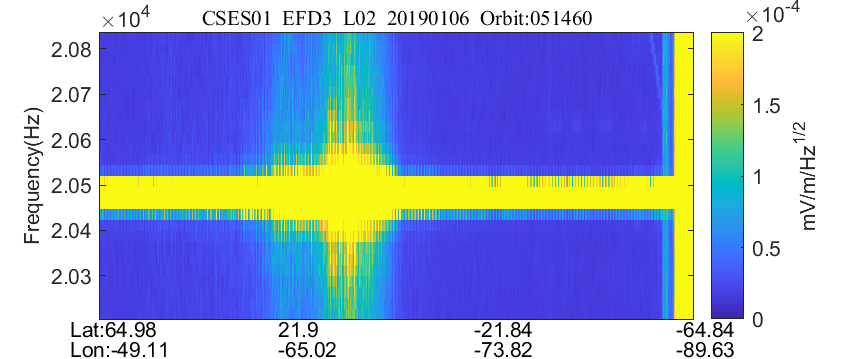 CSES01 EFD3 L02 20190106 Orbit:051460
×10⁴
×10⁻⁴
2.08
2.07
2.06
2.05
2.04
2.03
Frequency(Hz)
2
1.5
1
0.5
0
mV/m/Hz^1/2
Lat:64.98 21.9 -21.84 -64.84
Lon:-49.11 -65.02 -73.82 -89.63